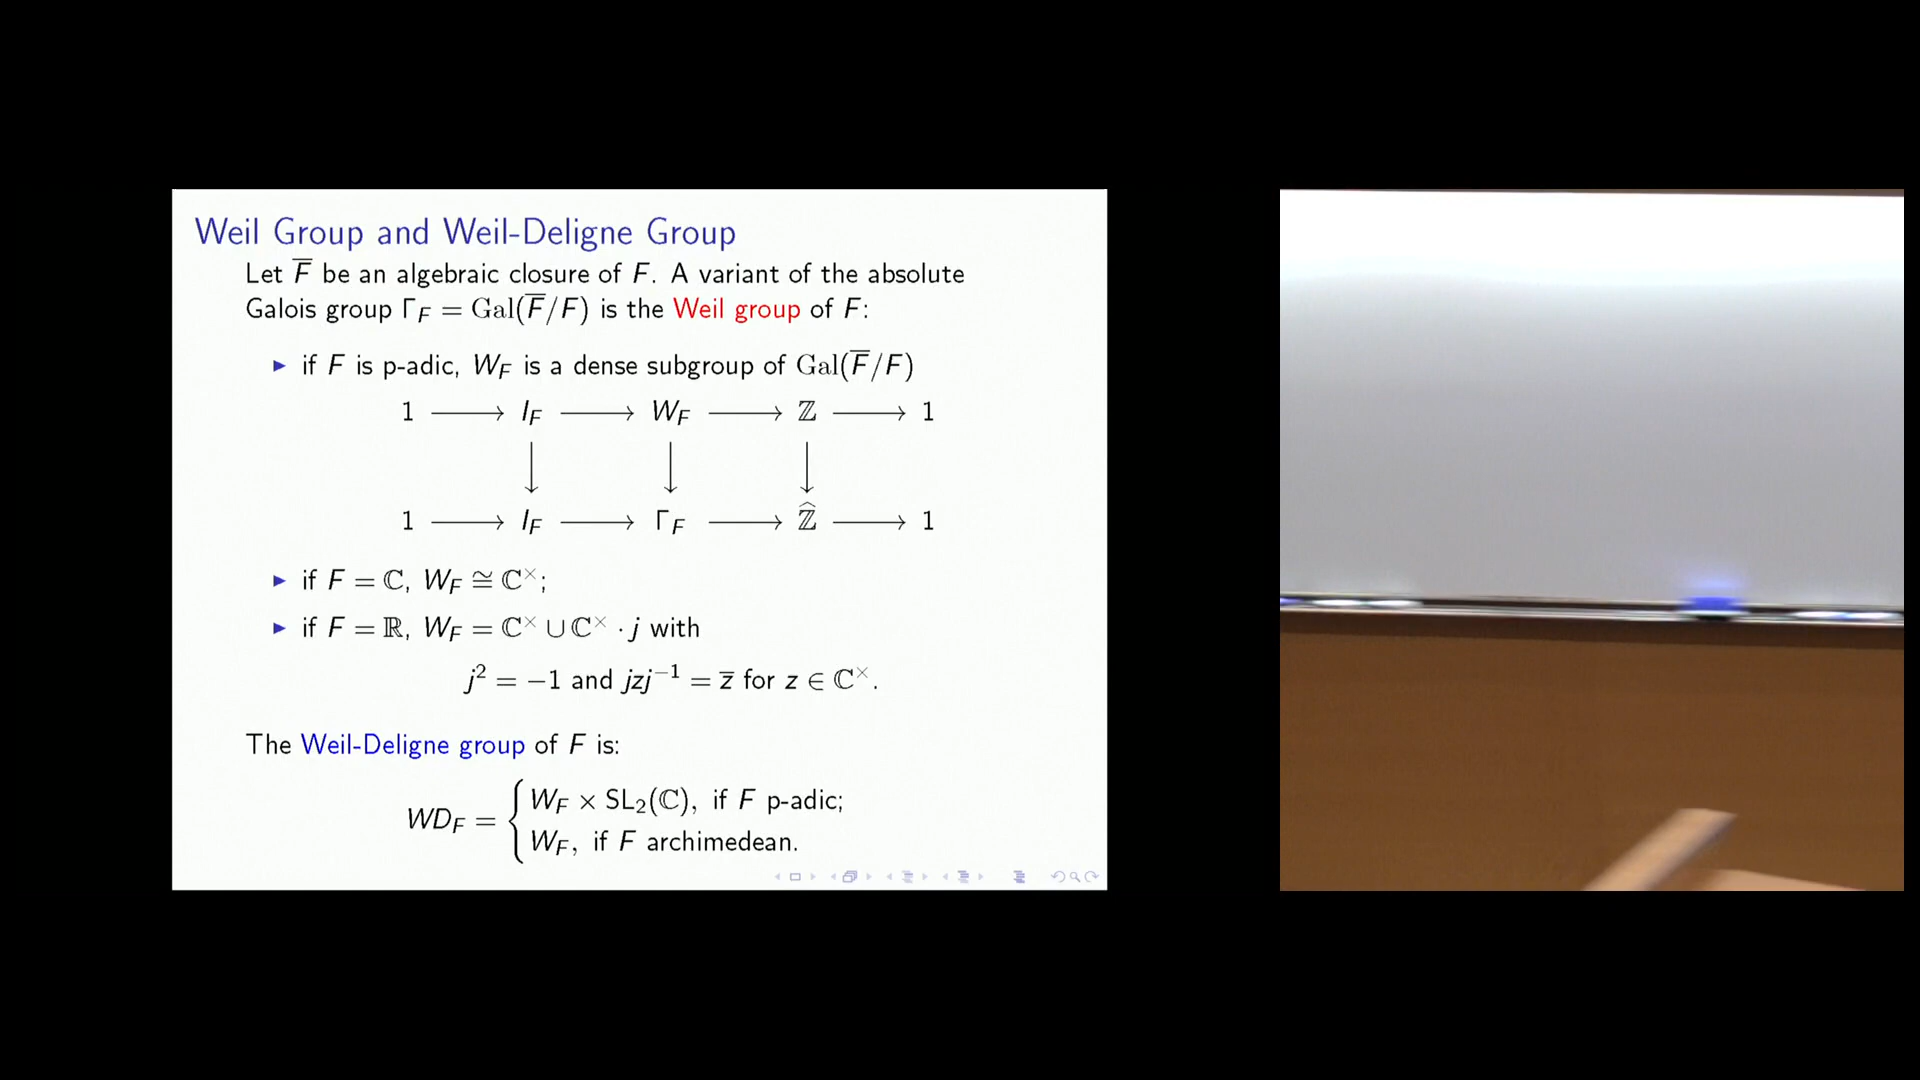 Weil Group and Weil-Deligne Group
Let F̅ be an algebraic closure of F. A variant of the absolute
Galois group Γ_F = Gal(F̅/F) is the Weil group of F:
▶ if F is p-adic, W_F is a dense subgroup of Gal(F̅/F)
1 ⟶ I_F ⟶ W_F ⟶ ℤ ⟶ 1
↓ ↓ ↓
1 ⟶ I_F ⟶ Γ_F ⟶ ℤ̂ ⟶ 1
▶ if F = ℂ, W_F ≅ ℂ^×;
▶ if F = ℝ, W_F = ℂ^× ∪ ℂ^× · j with
j² = −1 and jzj⁻¹ = z̅ for z ∈ ℂ^×.
The Weil-Deligne group of F is:
WD_F = { W_F × SL₂(ℂ), if F p-adic;
W_F, if F archimedean.